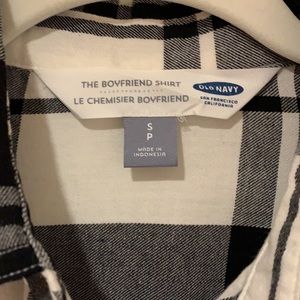 THE BOYFRIEND SHIRT
LE CHEMISIER BOYFRIEND
OLD NAVY
SAN FRANCISCO
CALIFORNIA
S
P
MADE IN
INDONESIA